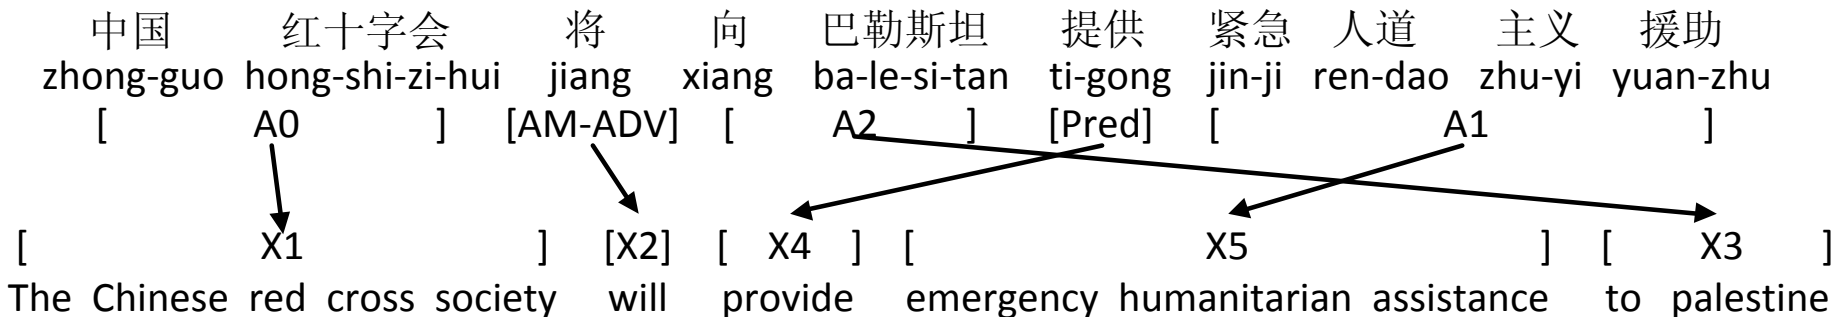 中国 红十字会 将 向 巴勒斯坦 提供 紧急 人道 主义 援助
zhong-guo hong-shi-zi-hui jiang xiang ba-le-si-tan ti-gong jin-ji ren-dao zhu-yi yuan-zhu
[ A0 ] [AM-ADV] [ A2 ] [Pred] [ A1 ]
[ X1 ] [X2] [ X4 ] [ X5 ] [ X3 ]
The Chinese red cross society will provide emergency humanitarian assistance to palestine